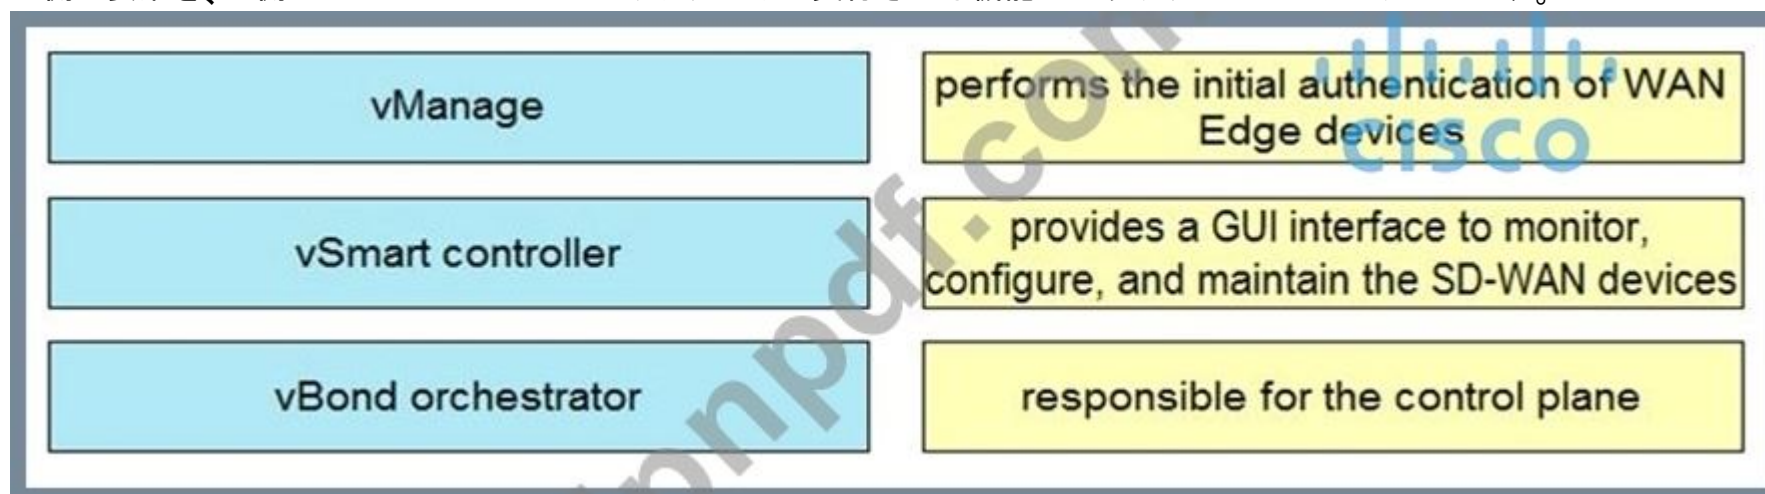 vManage
performs the initial authentication of WAN
Edge devices
CISCO
vSmart controller
provides a GUI interface to monitor,
configure, and maintain the SD-WAN devices
vBond orchestrator
responsible for the control plane